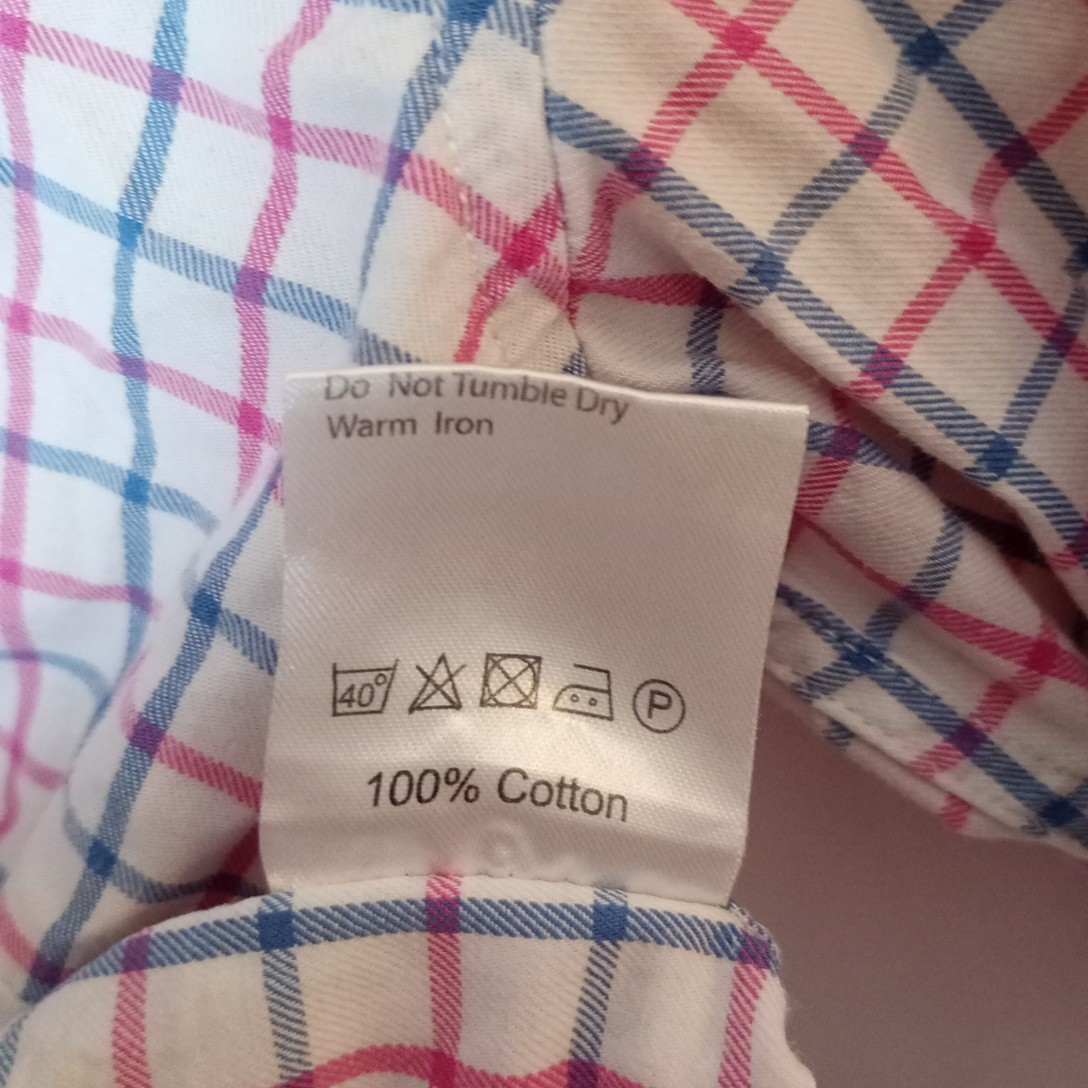 Do Not Tumble Dry
Warm Iron
40°
P
100% Cotton